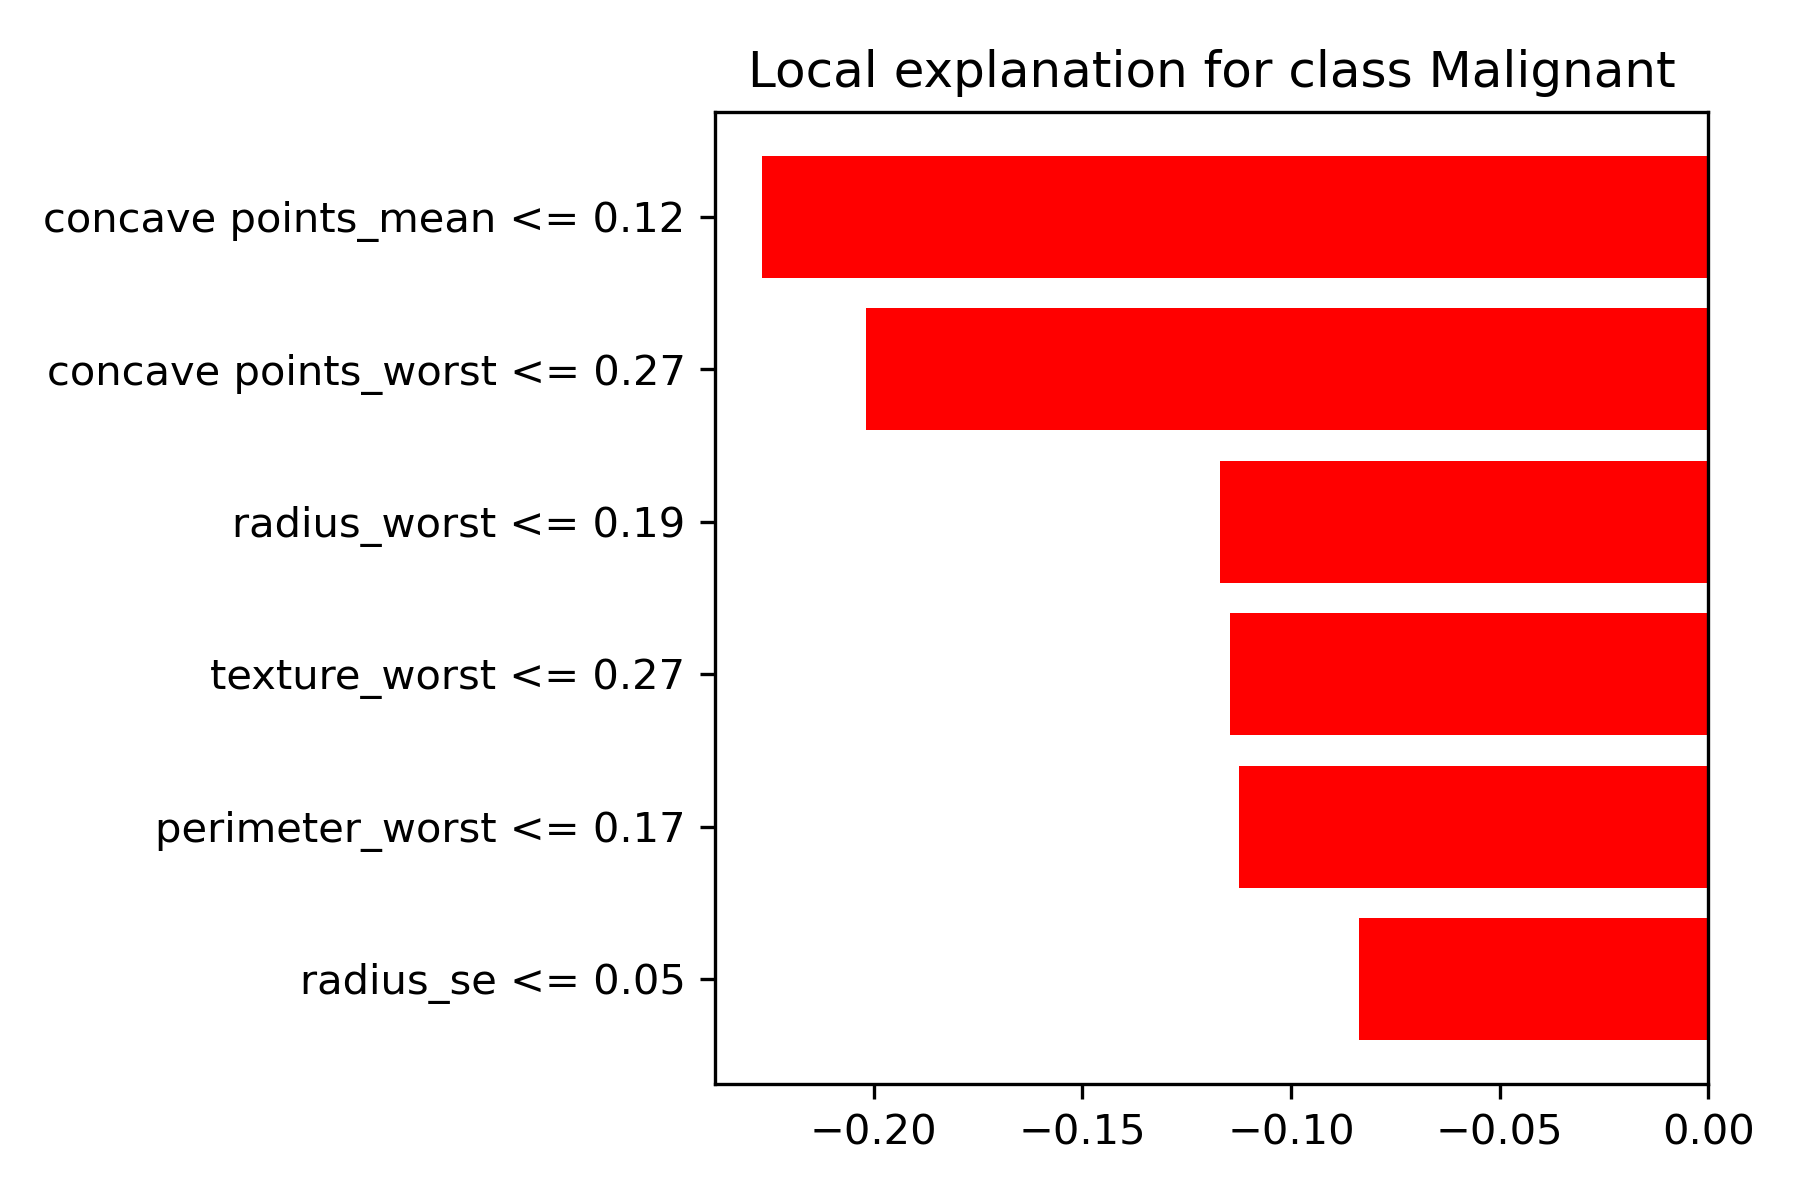 Local explanation for class Malignant
concave points_mean <= 0.12
concave points_worst <= 0.27
radius_worst <= 0.19
texture_worst <= 0.27
perimeter_worst <= 0.17
radius_se <= 0.05
−0.20 −0.15 −0.10 −0.05 0.00